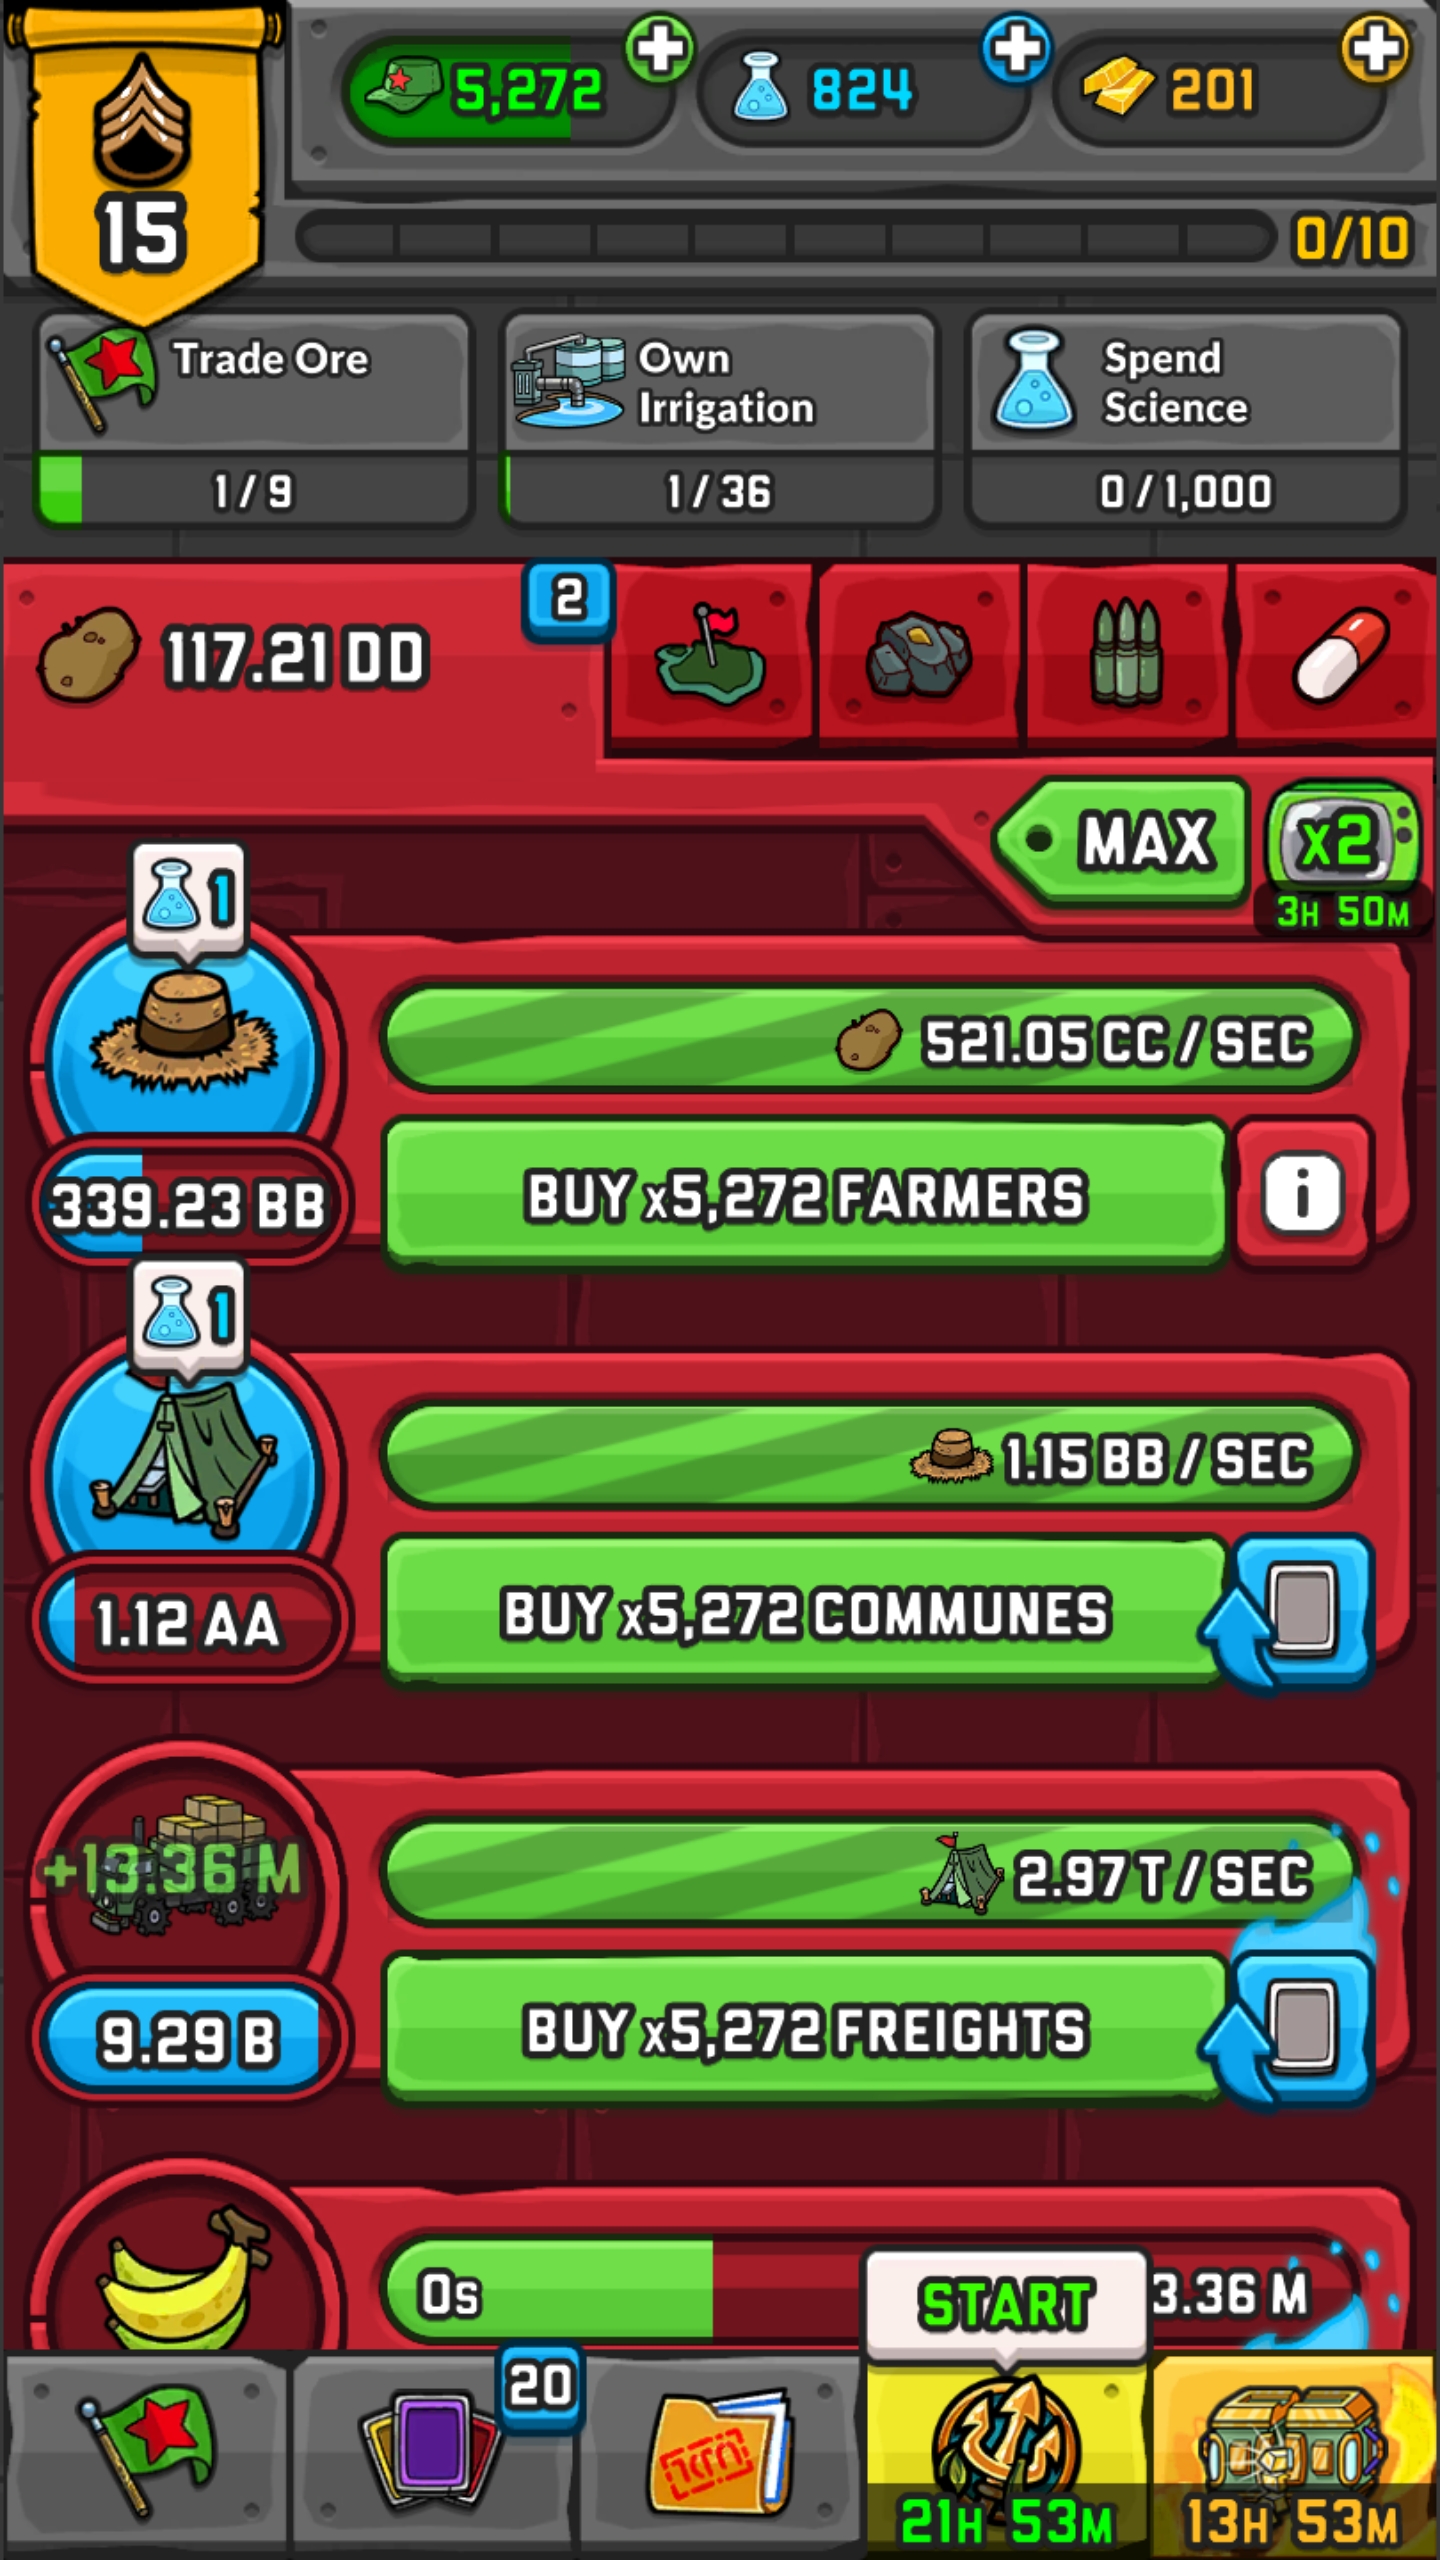 5,272
824
201
15
0/10
Trade Ore
Own
Irrigation
Spend
Science
1/9
1/36
0/1,000
117.21 DD
2
MAX
x2
3H 50M
1
521.05 CC / SEC
BUY x5,272 FARMERS
i
339.23 BB
1
1.15 BB / SEC
BUY x5,272 COMMUNES
1.12 AA
+13.36 M
2.97 T / SEC
BUY x5,272 FREIGHTS
9.29 B
0s
3.36 M
START
20
21H 53M
13H 53M